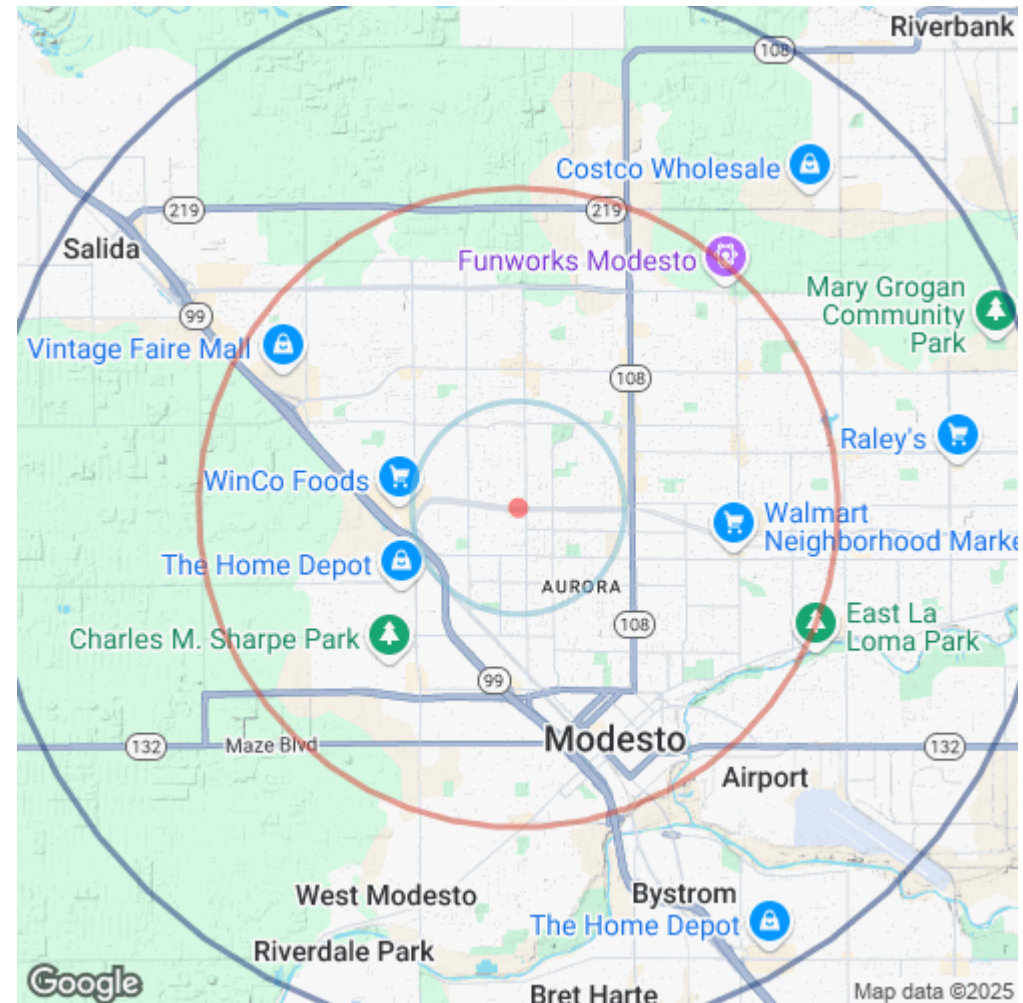 Riverbank
108
Costco Wholesale
219
219
Salida
Funworks Modesto
Mary Grogan
Community
Park
99
Vintage Faire Mall
108
Raley's
WinCo Foods
Walmart
Neighborhood Marke
The Home Depot
AURORA
East La
Loma Park
108
Charles M. Sharpe Park
99
Modesto
132
Maze Blvd
132
Airport
West Modesto
Bystrom
The Home Depot
Riverdale Park
Bret Harte
Google
Map data ©2025